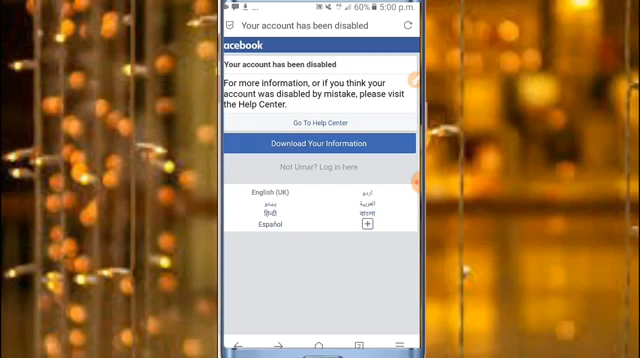 60% 5:00 p.m.
Your account has been disabled
acebook
Your account has been disabled
For more information, or if you think your
account was disabled by mistake, please visit
the Help Center.
Go To Help Center
Download Your Information
Not Umar? Log in here
English (UK) اردو
پښتو العربية
हिन्दी বাংলা
Español